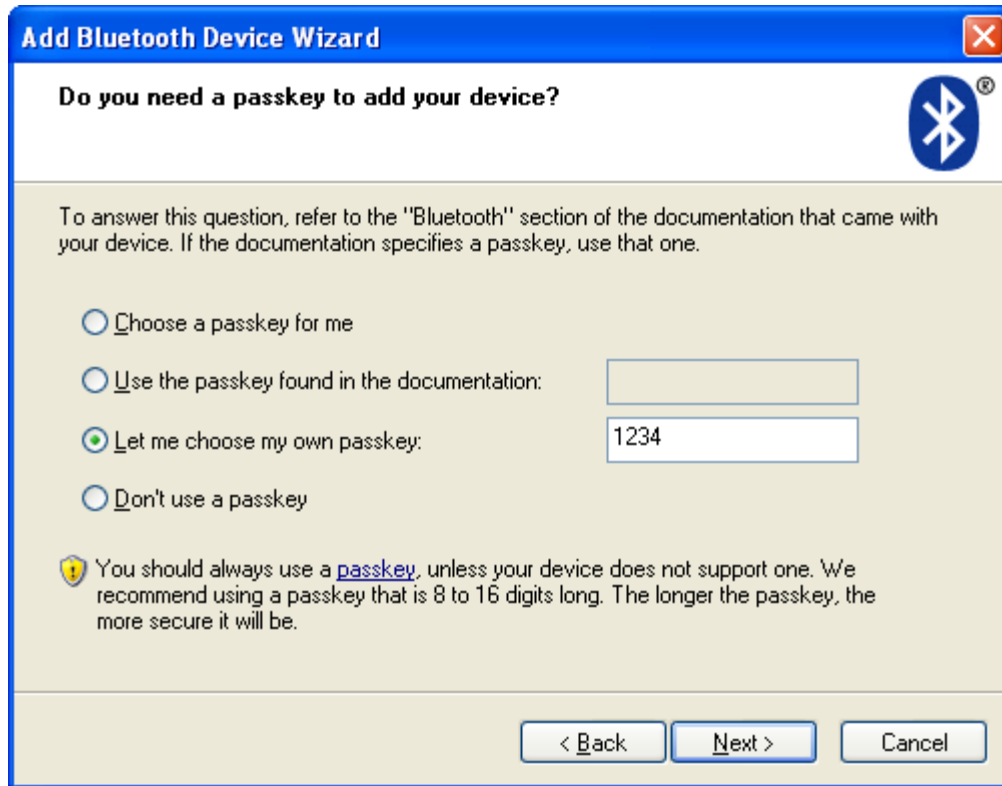 Add Bluetooth Device Wizard
Do you need a passkey to add your device?
®
To answer this question, refer to the "Bluetooth" section of the documentation that came with
your device. If the documentation specifies a passkey, use that one.
Choose a passkey for me
Use the passkey found in the documentation:
Let me choose my own passkey:
1234
Don't use a passkey
You should always use a passkey, unless your device does not support one. We
recommend using a passkey that is 8 to 16 digits long. The longer the passkey, the
more secure it will be.
< Back
Next >
Cancel